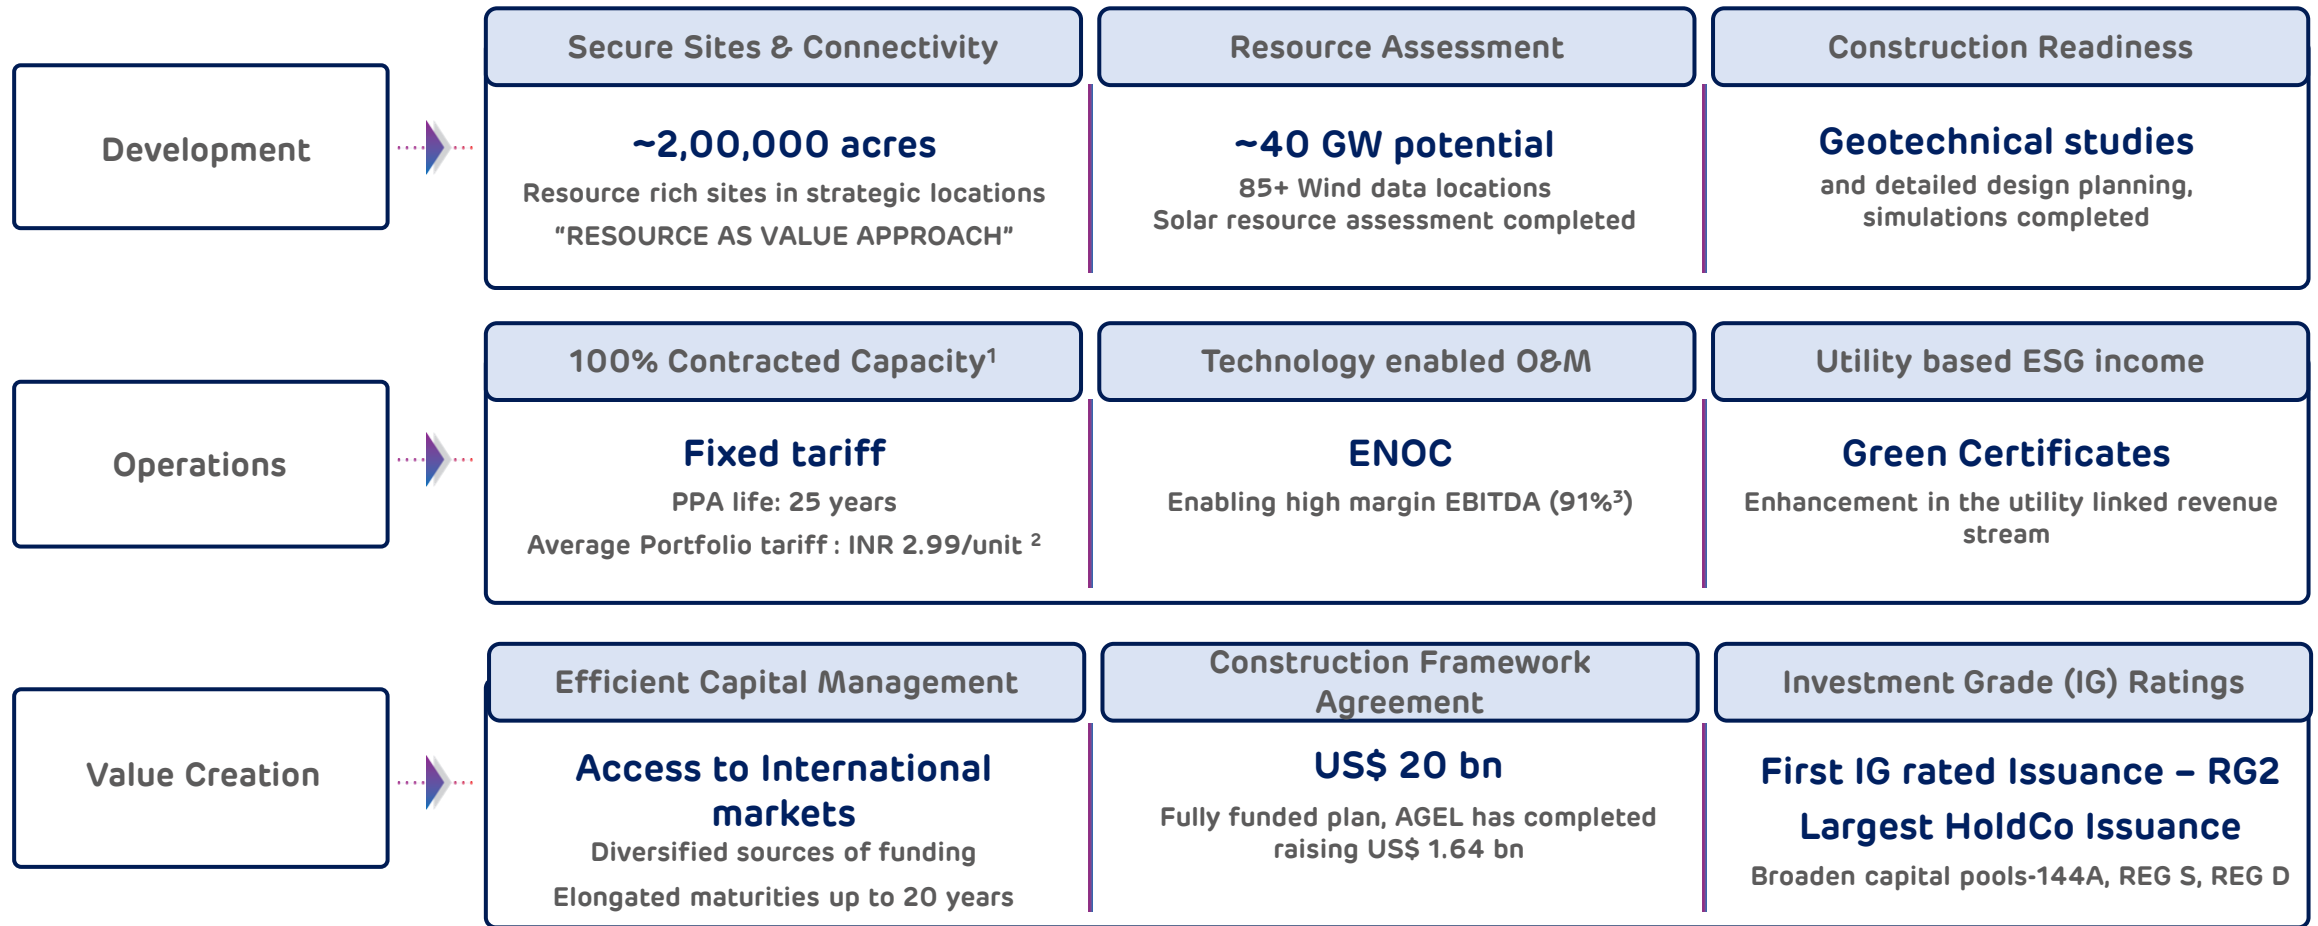 Development
Secure Sites & Connectivity
~2,00,000 acres
Resource rich sites in strategic locations
"RESOURCE AS VALUE APPROACH"
Resource Assessment
~40 GW potential
85+ Wind data locations
Solar resource assessment completed
Construction Readiness
Geotechnical studies
and detailed design planning,
simulations completed
Operations
100% Contracted Capacity¹
Fixed tariff
PPA life: 25 years
Average Portfolio tariff : INR 2.99/unit ²
Technology enabled O&M
ENOC
Enabling high margin EBITDA (91%³)
Utility based ESG income
Green Certificates
Enhancement in the utility linked revenue
stream
Value Creation
Efficient Capital Management
Access to International
markets
Diversified sources of funding
Elongated maturities up to 20 years
Construction Framework
Agreement
US$ 20 bn
Fully funded plan, AGEL has completed
raising US$ 1.64 bn
Investment Grade (IG) Ratings
First IG rated Issuance – RG2
Largest HoldCo Issuance
Broaden capital pools-144A, REG S, REG D